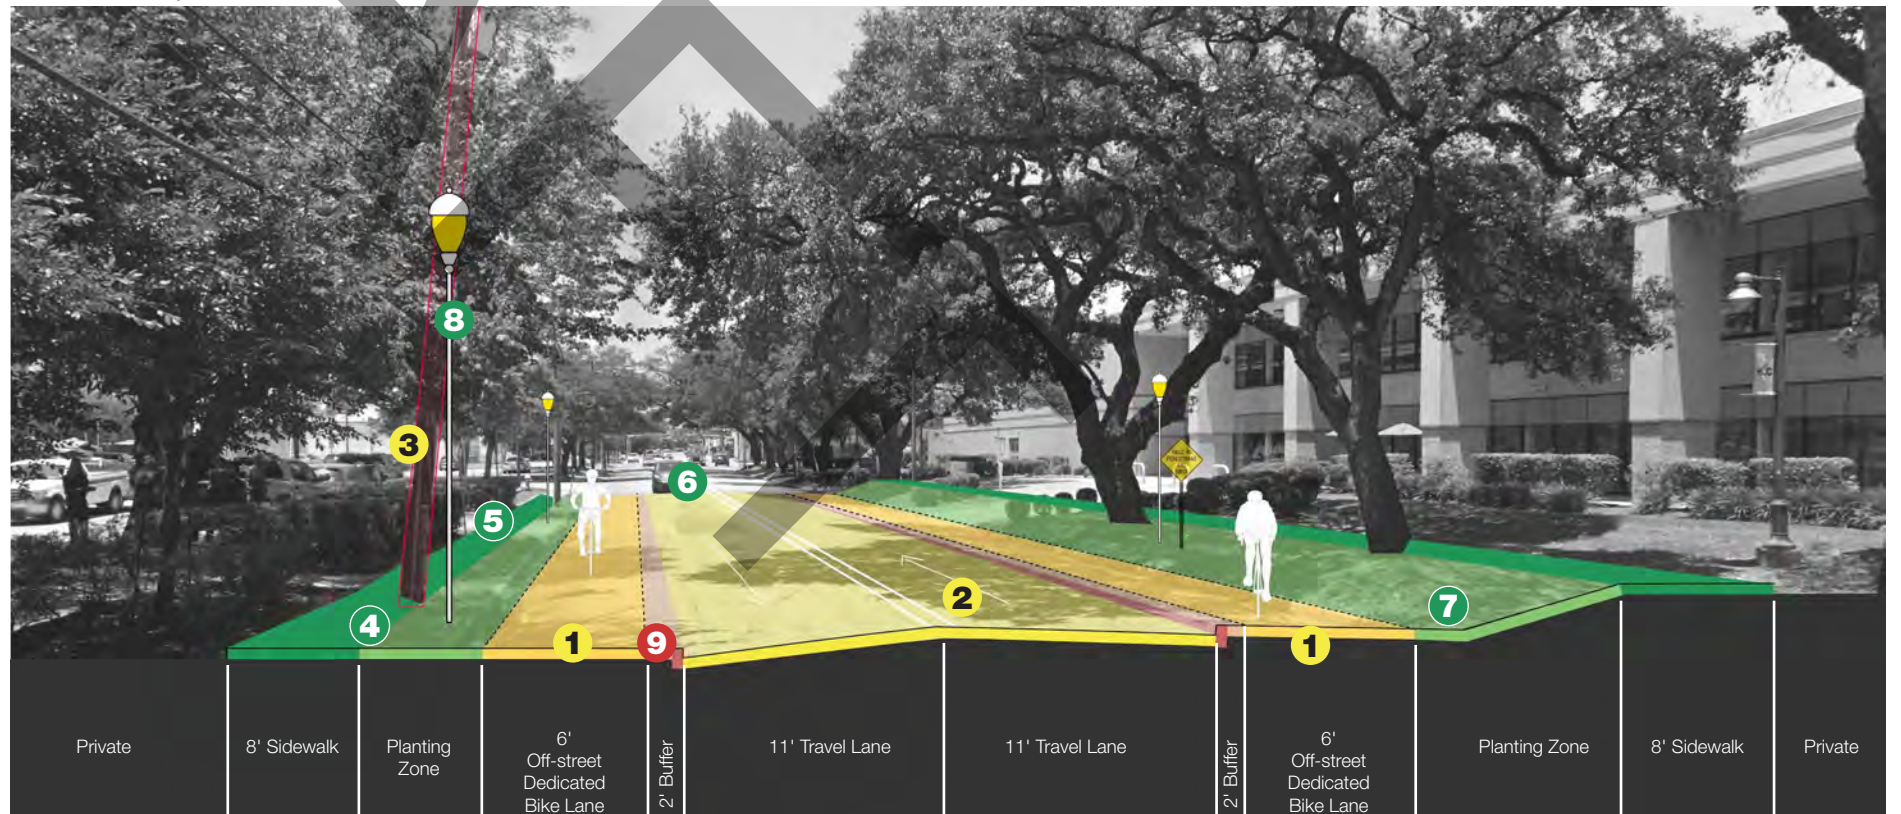 8
3
6
5
2
7
4
1
9
1
Private
8' Sidewalk
Planting
Zone
6'
Off-street
Dedicated
Bike Lane
2' Buffer
11' Travel Lane
11' Travel Lane
2' Buffer
6'
Off-street
Dedicated
Bike Lane
Planting Zone
8' Sidewalk
Private